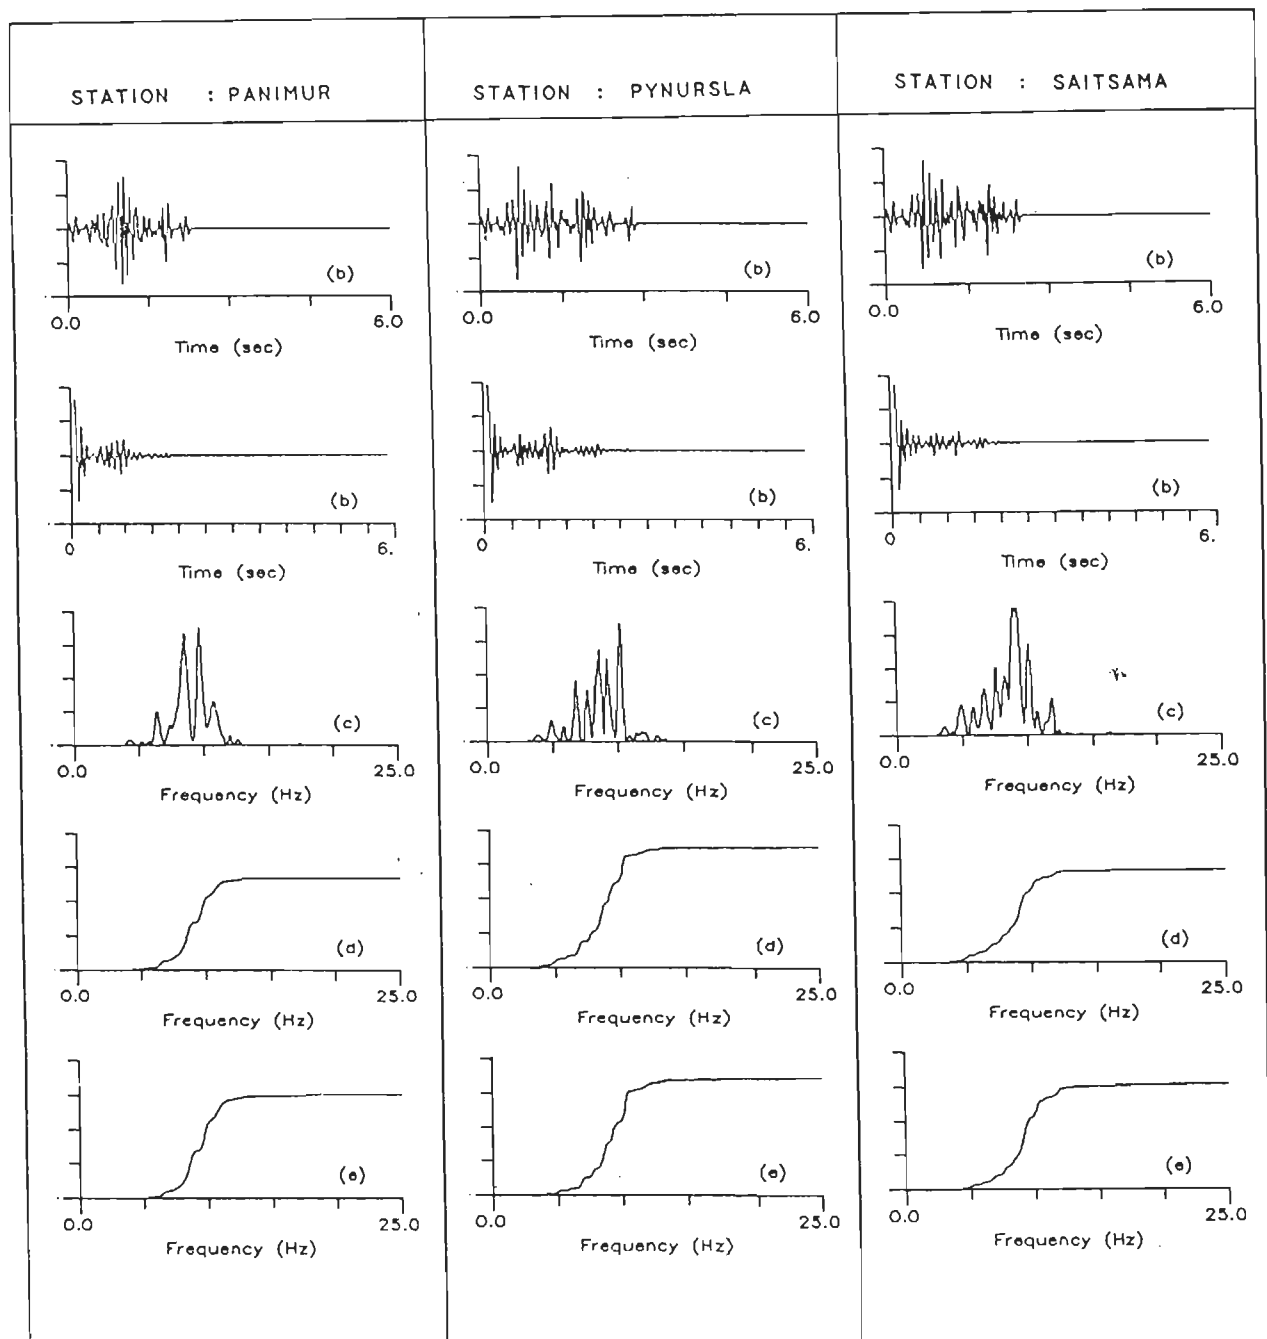 STATION : PANIMUR
STATION : PYNURSLA
STATION : SAITSAMA
(b)
0.0 6.0
Time (sec)
(b)
0.0 6.0
Time (sec)
(b)
0.0 6.0
Time (sec)
(b)
0 6.
Time (sec)
(b)
0 6.
Time (sec)
(b)
0 6.
Time (sec)
(c)
0.0 25.0
Frequency (Hz)
(c)
0.0 25.0
Frequency (Hz)
(c)
0.0 25.0
Frequency (Hz)
(d)
0.0 25.0
Frequency (Hz)
(d)
0.0 25.0
Frequency (Hz)
(d)
0.0 25.0
Frequency (Hz)
(e)
0.0 25.0
Frequency (Hz)
(e)
0.0 25.0
Frequency (Hz)
(e)
0.0 25.0
Frequency (Hz)